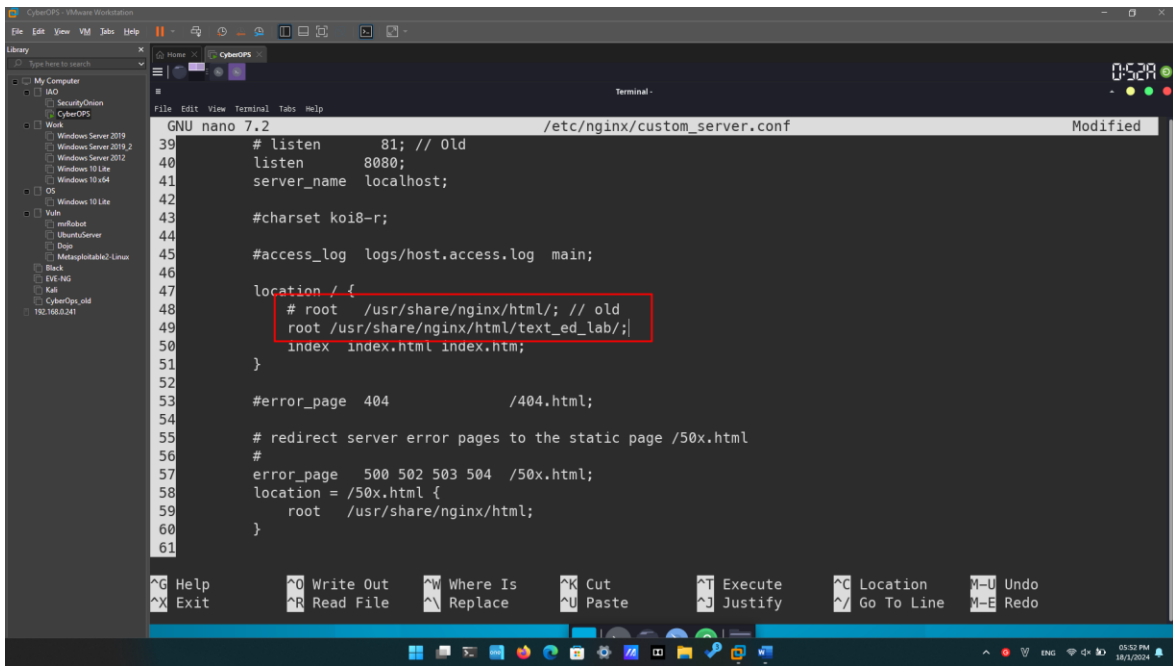 CyberOPS - VMware Workstation
File Edit View VM Tabs Help
Library
Type here to search
Home CyberOPS
My Computer
IAO
SecurityOnion
CyberOPS
Work
Windows Server 2019
Windows Server 2019_2
Windows Server 2012
Windows 10 Lite
Windows 10 x64
OS
Windows 10 Lite
Vuln
mrRobot
UbuntuServer
Dojo
Metasploitable2-Linux
Black
EVE-NG
Kali
CyberOps_old
192.168.0.241
Terminal -
File Edit View Terminal Tabs Help
GNU nano 7.2 /etc/nginx/custom_server.conf Modified
39 # listen 81; // Old
40 listen 8080;
41 server_name localhost;
42
43 #charset koi8-r;
44
45 #access_log logs/host.access.log main;
46
47 location / {
48 # root /usr/share/nginx/html/; // old
49 root /usr/share/nginx/html/text_ed_lab/;
50 index index.html index.htm;
51 }
52
53 #error_page 404 /404.html;
54
55 # redirect server error pages to the static page /50x.html
56 #
57 error_page 500 502 503 504 /50x.html;
58 location = /50x.html {
59 root /usr/share/nginx/html;
60 }
61
^G Help ^O Write Out ^W Where Is ^K Cut ^T Execute ^C Location M-U Undo
^X Exit ^R Read File ^\ Replace ^U Paste ^J Justify ^/ Go To Line M-E Redo
ENG 05:52 PM
18/1/2024